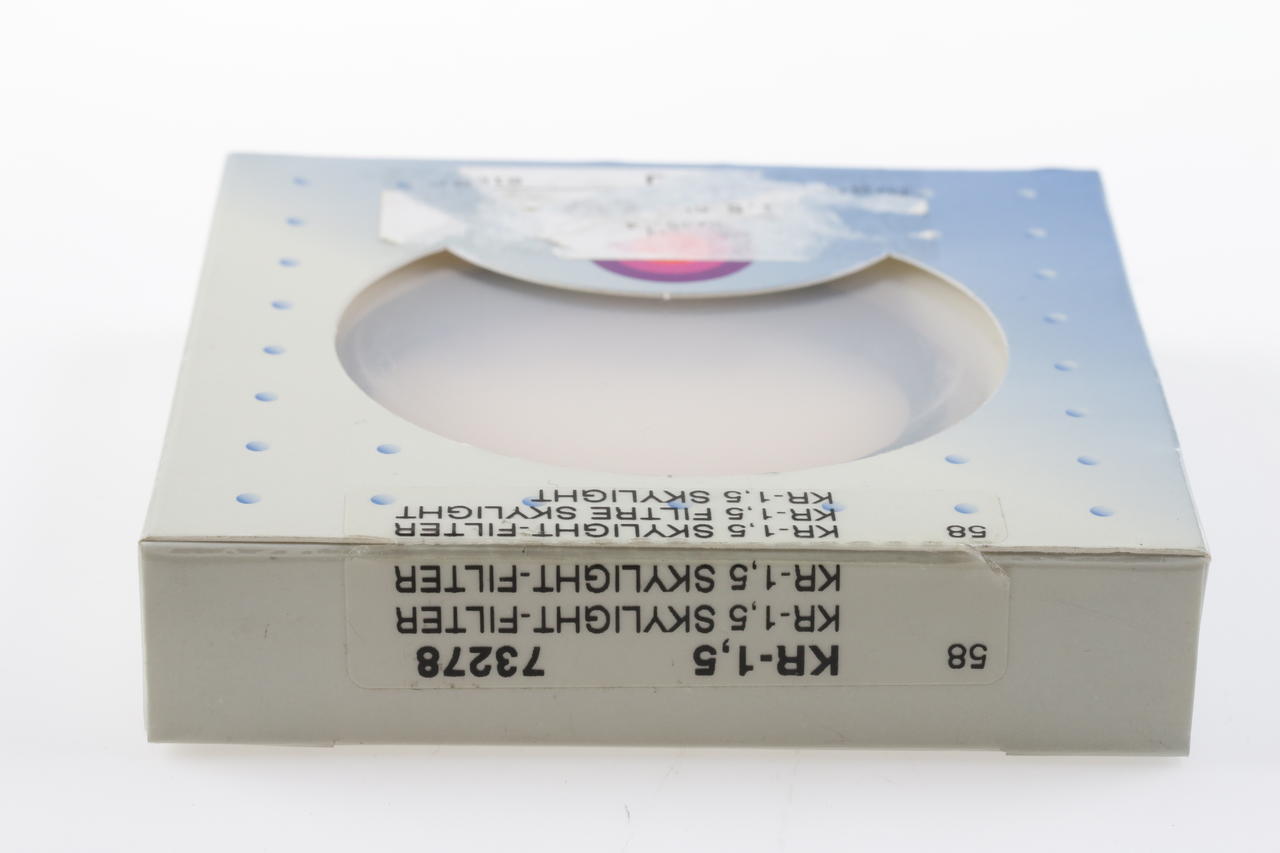 58 KR-1,5 73278
KR-1,5 SKYLIGHT-FILTER
KR-1,5 SKYLIGHT-FILTER
58 KR-1,5 SKYLIGHT-FILTER
KR-1,5 FILTRE SKYLIGHT
KR-1,5 SKYLIGHT